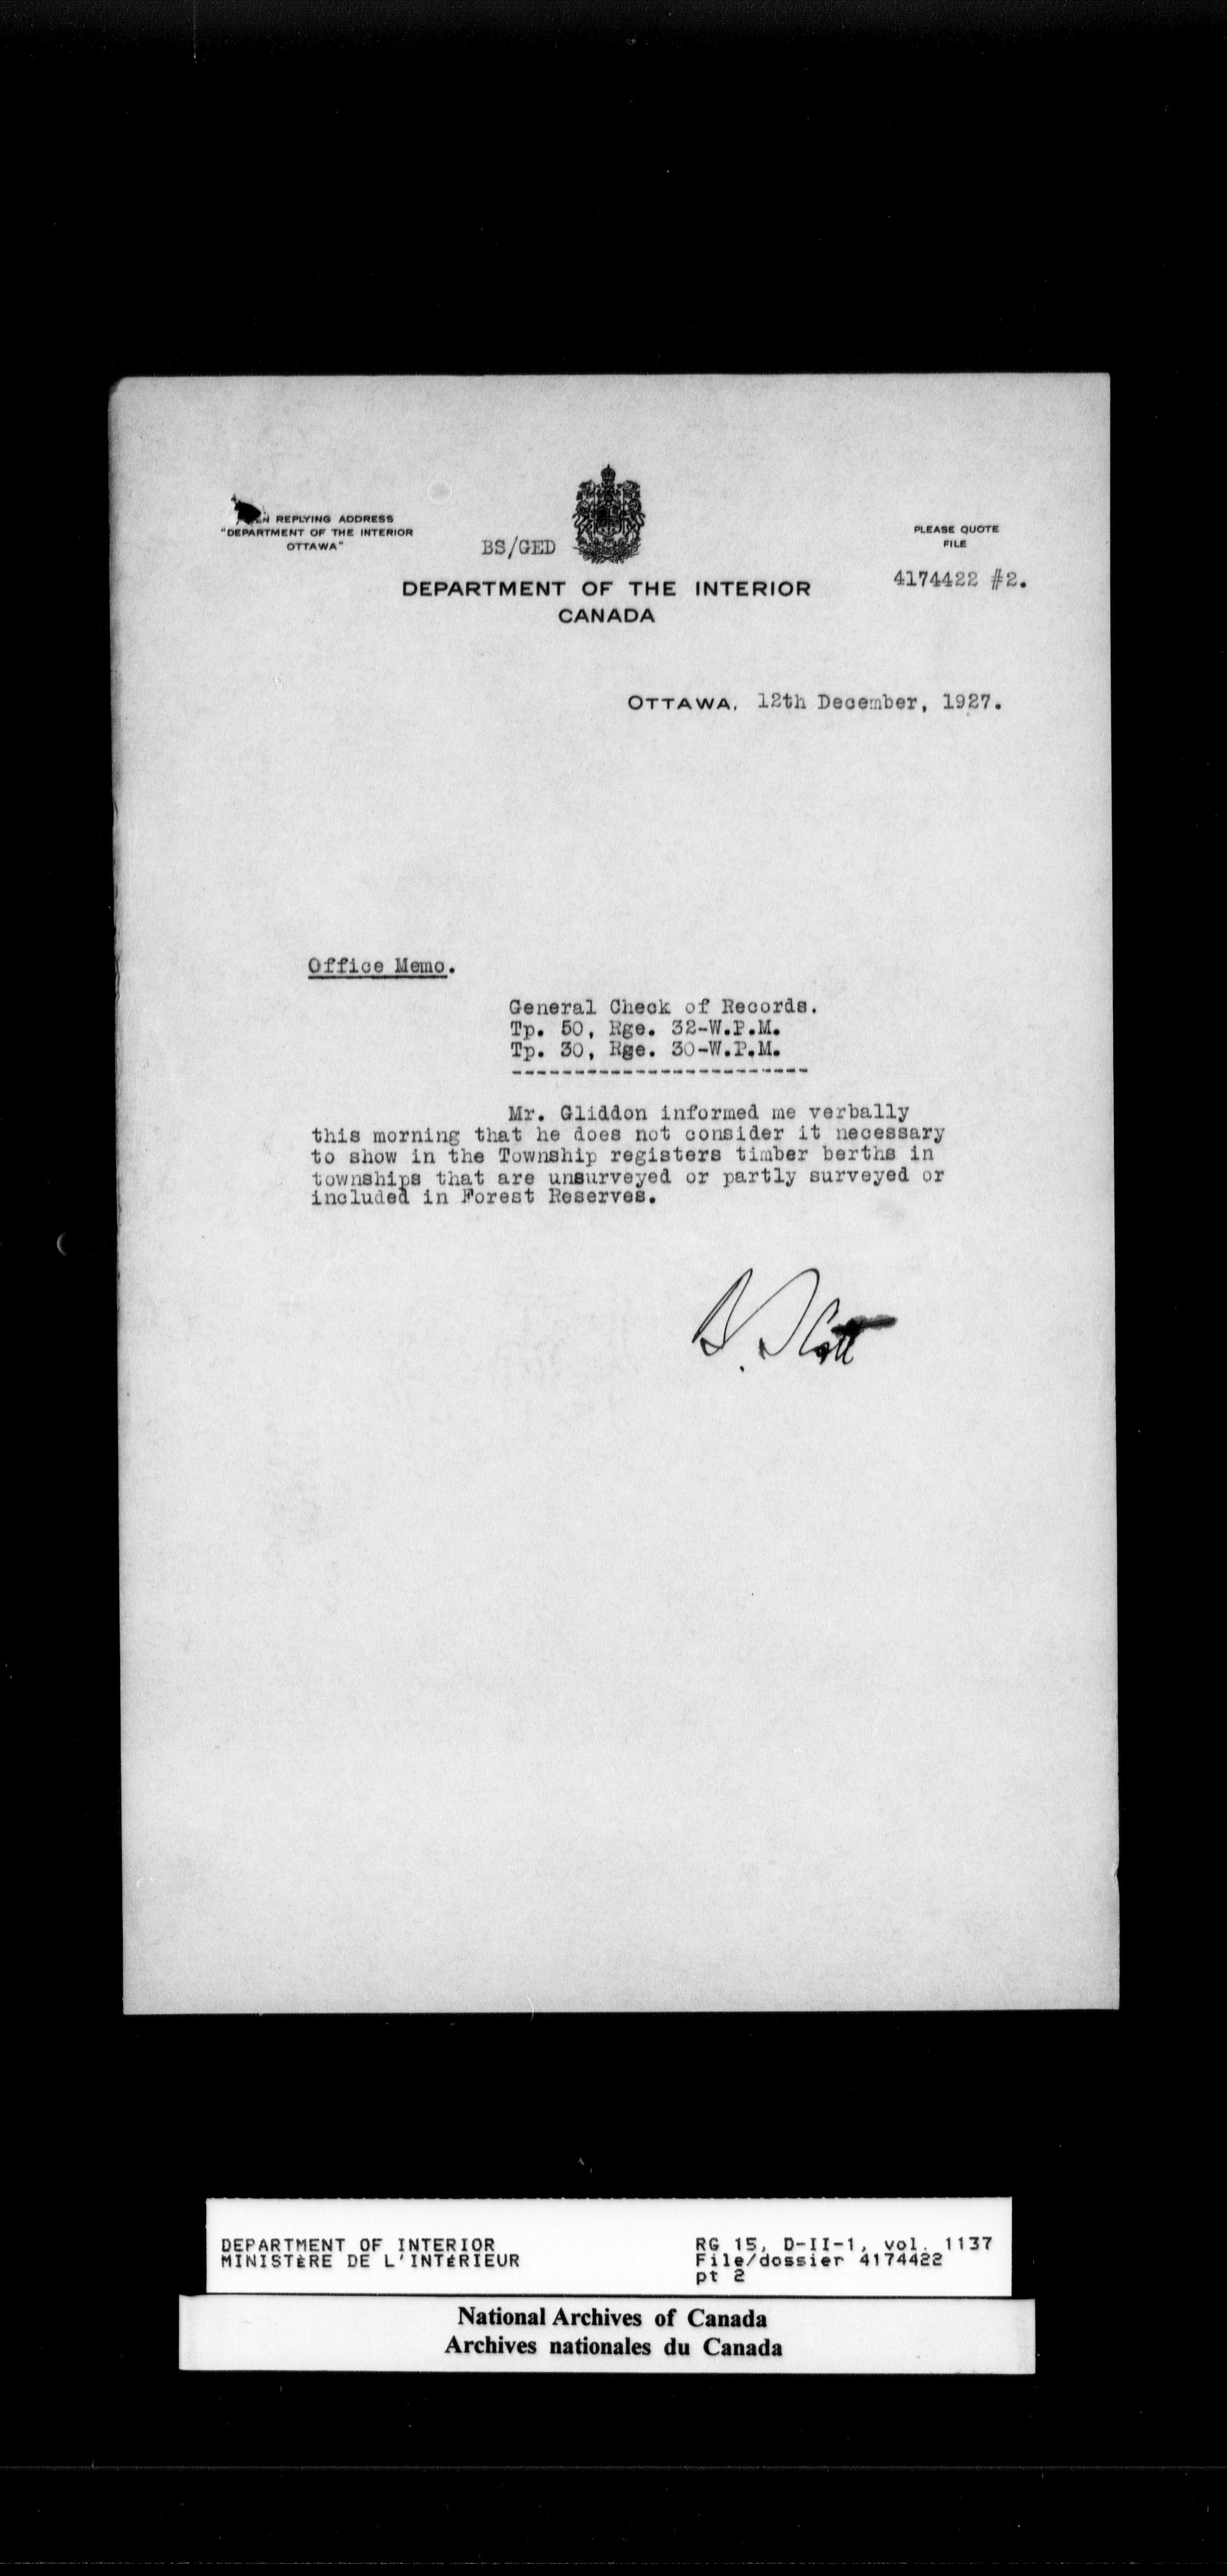 REPLYING ADDRESS
"DEPARTMENT OF THE INTERIOR
OTTAWA"
BS/GED
PLEASE QUOTE
FILE
4174422 #2.
DEPARTMENT OF THE INTERIOR
CANADA
OTTAWA, 12th December, 1927.
Office Memo.
General Check of Records.
Tp. 50, Rge. 32-W.P.M.
Tp. 30, Rge. 30-W.P.M.
------------------------
Mr. Gliddon informed me verbally
this morning that he does not consider it necessary
to show in the Township registers timber berths in
townships that are unsurveyed or partly surveyed or
included in Forest Reserves.
B.
DEPARTMENT OF INTERIOR
MINISTÈRE DE L'INTÉRIEUR
RG 15, D-II-1, vol. 1137
File/dossier 4174422
pt 2
National Archives of Canada
Archives nationales du Canada